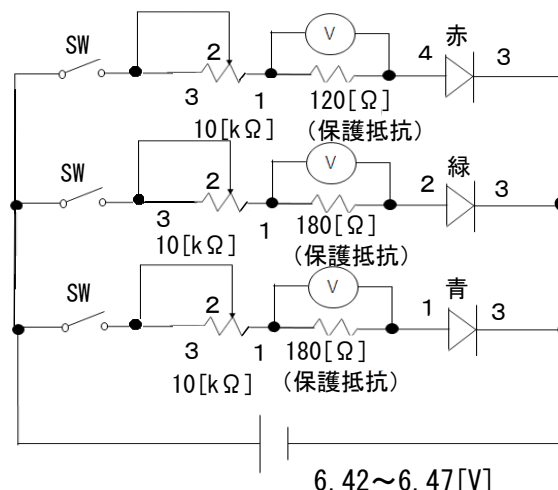 SW 2 V 4 赤 3
3 1 120[Ω]
10[kΩ] (保護抵抗)
SW 2 V 2 緑 3
3 1 180[Ω]
10[kΩ] (保護抵抗)
SW 2 V 1 青 3
3 1 180[Ω]
10[kΩ] (保護抵抗)
6.42～6.47[V]